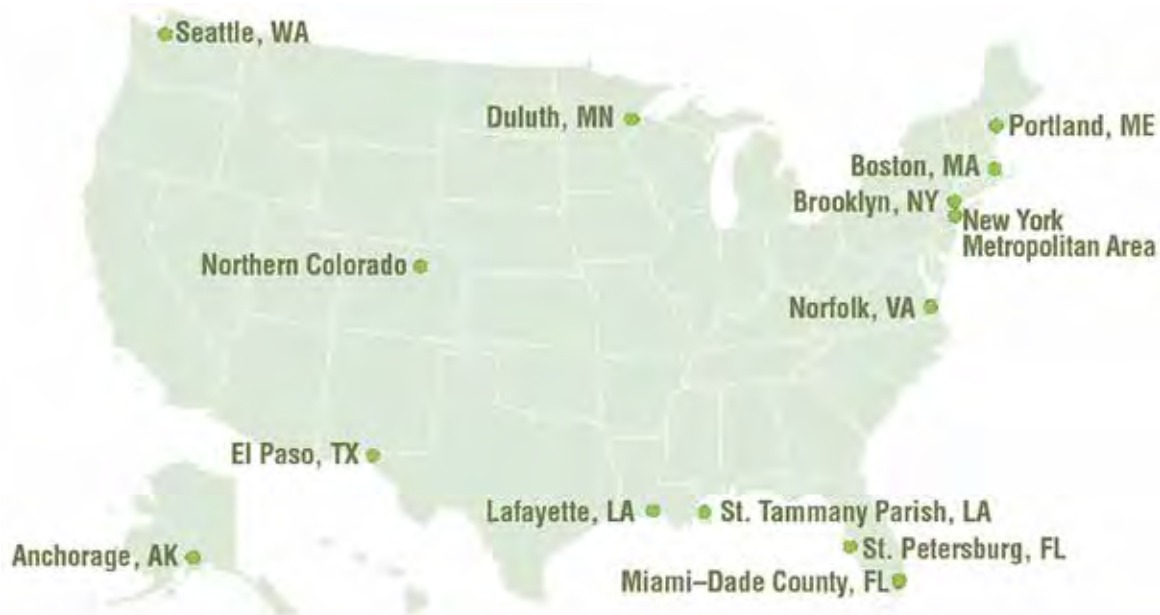 Seattle, WA
Duluth, MN
Portland, ME
Boston, MA
Brooklyn, NY
New York
Metropolitan Area
Northern Colorado
Norfolk, VA
El Paso, TX
Lafayette, LA
St. Tammany Parish, LA
Anchorage, AK
St. Petersburg, FL
Miami–Dade County, FL